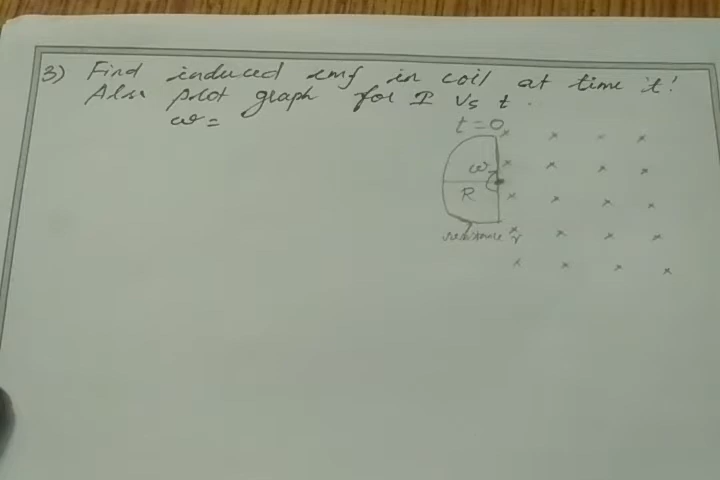 3) Find induced emf in coil at time 't'
Also plot graph for I Vs t.
ω =
t = 0
ω
R
resistance r